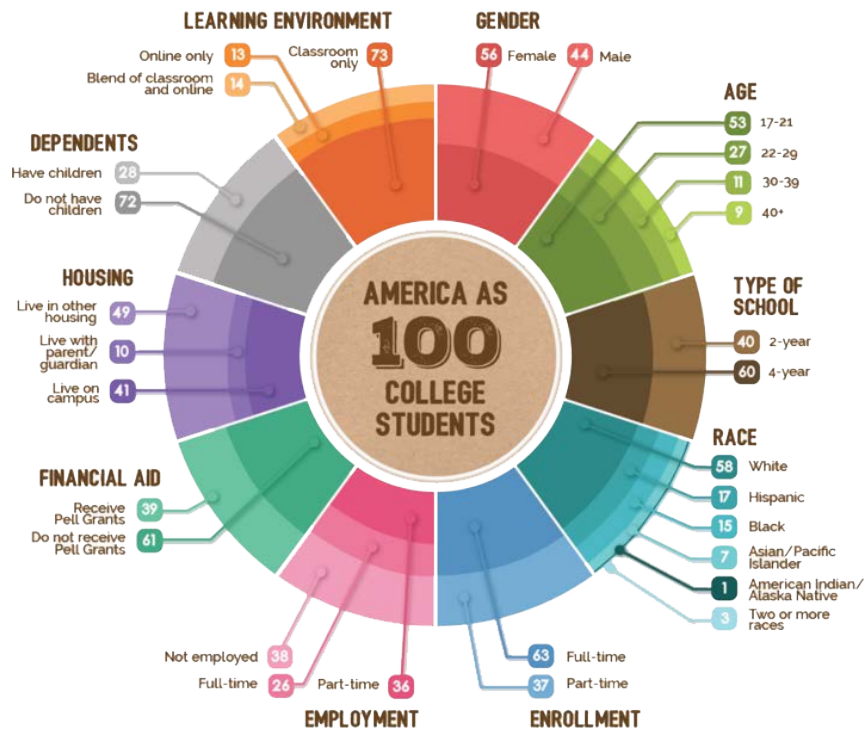 LEARNING ENVIRONMENT
Online only 13
Blend of classroom
and online 14
Classroom
only 73
GENDER
56 Female
44 Male
AGE
53 17-21
27 22-29
11 30-39
9 40+
TYPE OF
SCHOOL
40 2-year
60 4-year
RACE
58 White
17 Hispanic
15 Black
7 Asian/Pacific
Islander
1 American Indian/
Alaska Native
3 Two or more
races
ENROLLMENT
63 Full-time
37 Part-time
EMPLOYMENT
Not employed 38
Full-time 26
Part-time 36
FINANCIAL AID
Receive
Pell Grants 39
Do not receive
Pell Grants 61
HOUSING
Live in other
housing 49
Live with
parent/
guardian 10
Live on
campus 41
DEPENDENTS
Have children 28
Do not have
children 72
AMERICA AS
100
COLLEGE
STUDENTS